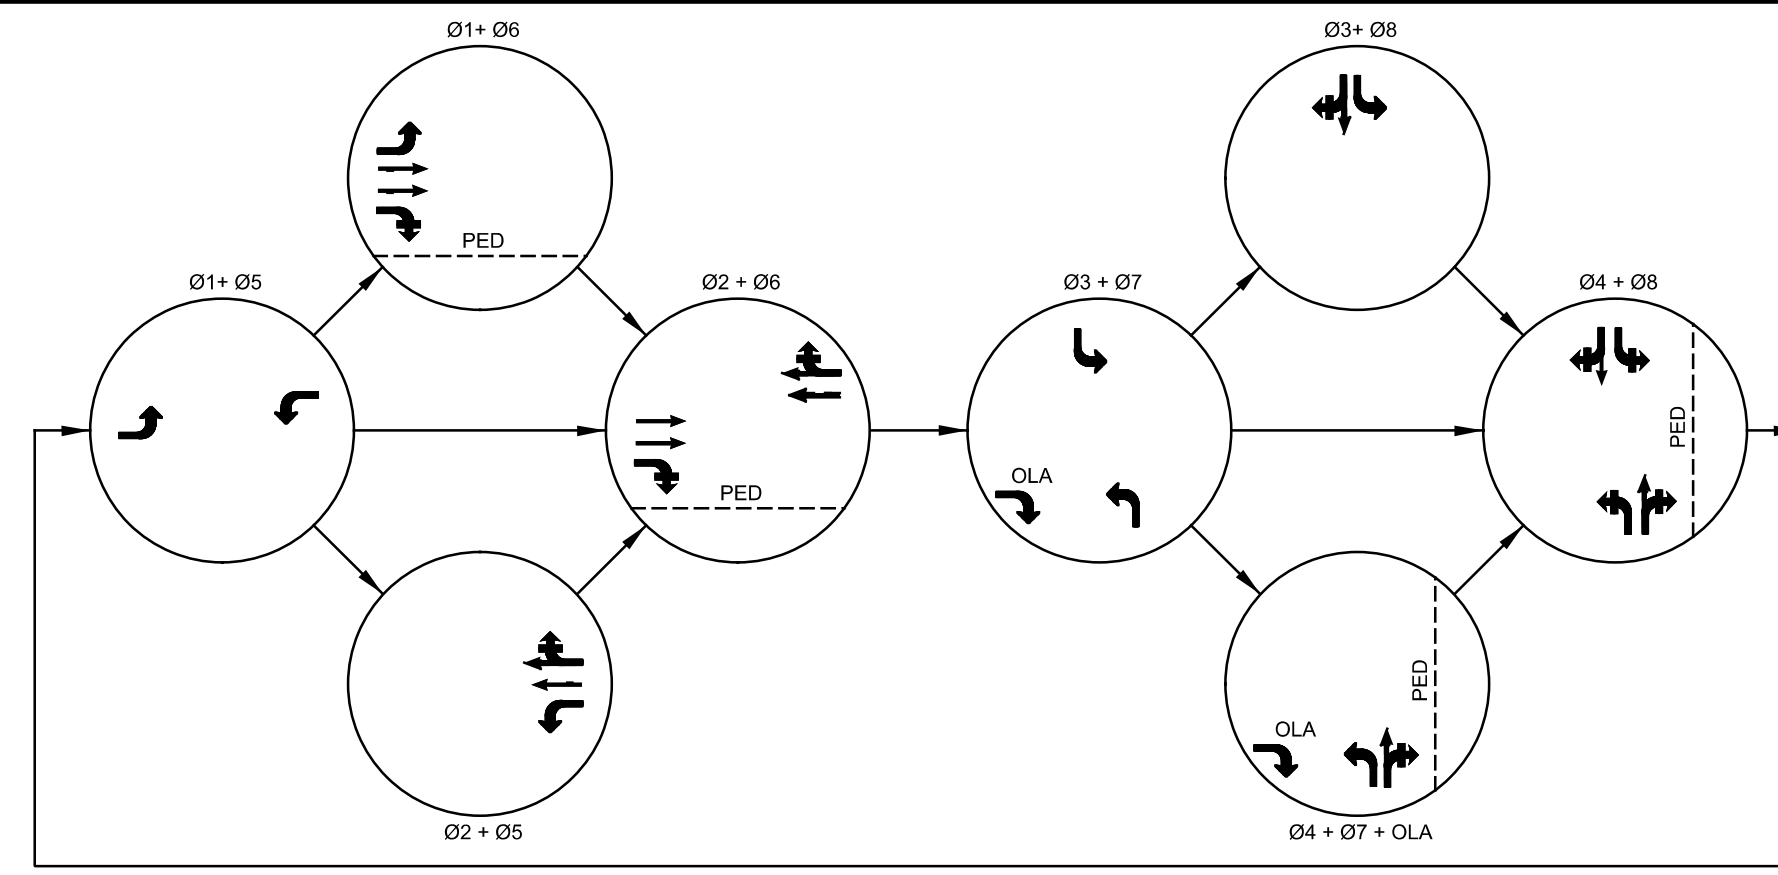 Ø1+ Ø6
PED
Ø1+ Ø5
Ø2 + Ø6
PED
Ø2 + Ø5
Ø3+ Ø8
Ø3 + Ø7
OLA
Ø4 + Ø8
PED
PED
OLA
Ø4 + Ø7 + OLA